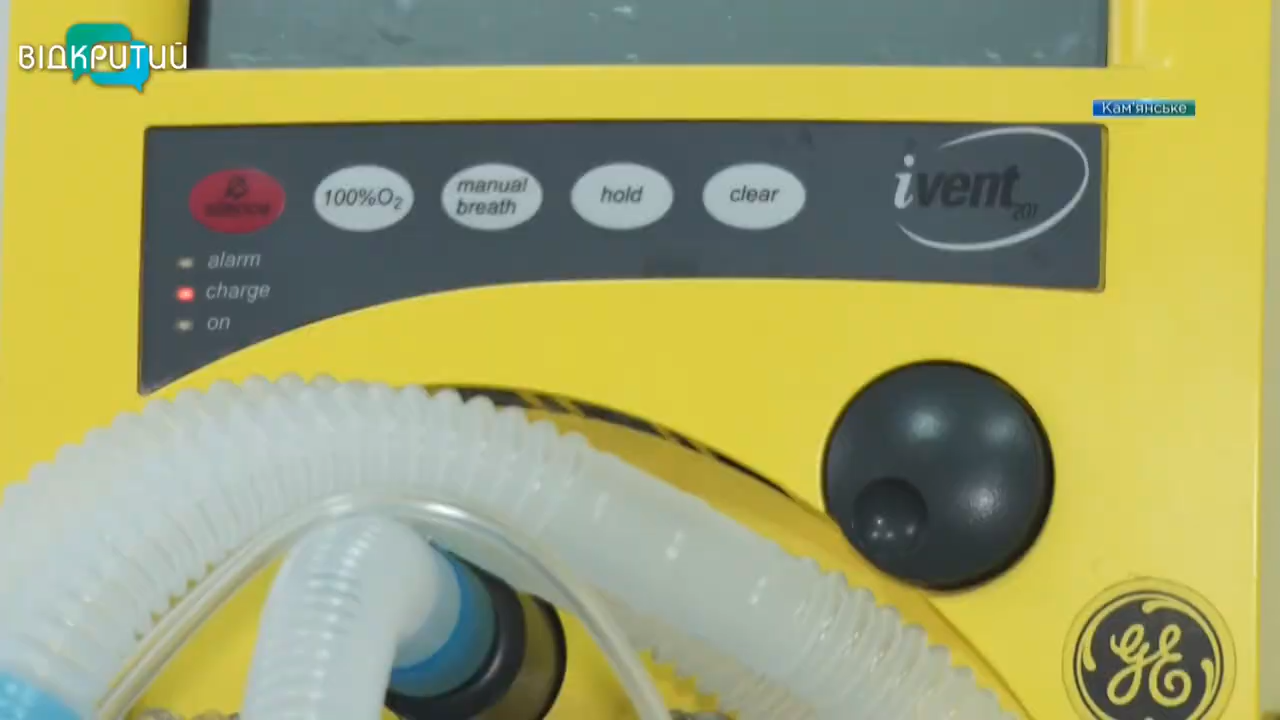 ВІДКРИТИЙ
Кам'янське
100%O₂
manual
breath
hold
clear
ivent
201
alarm
charge
on
GE